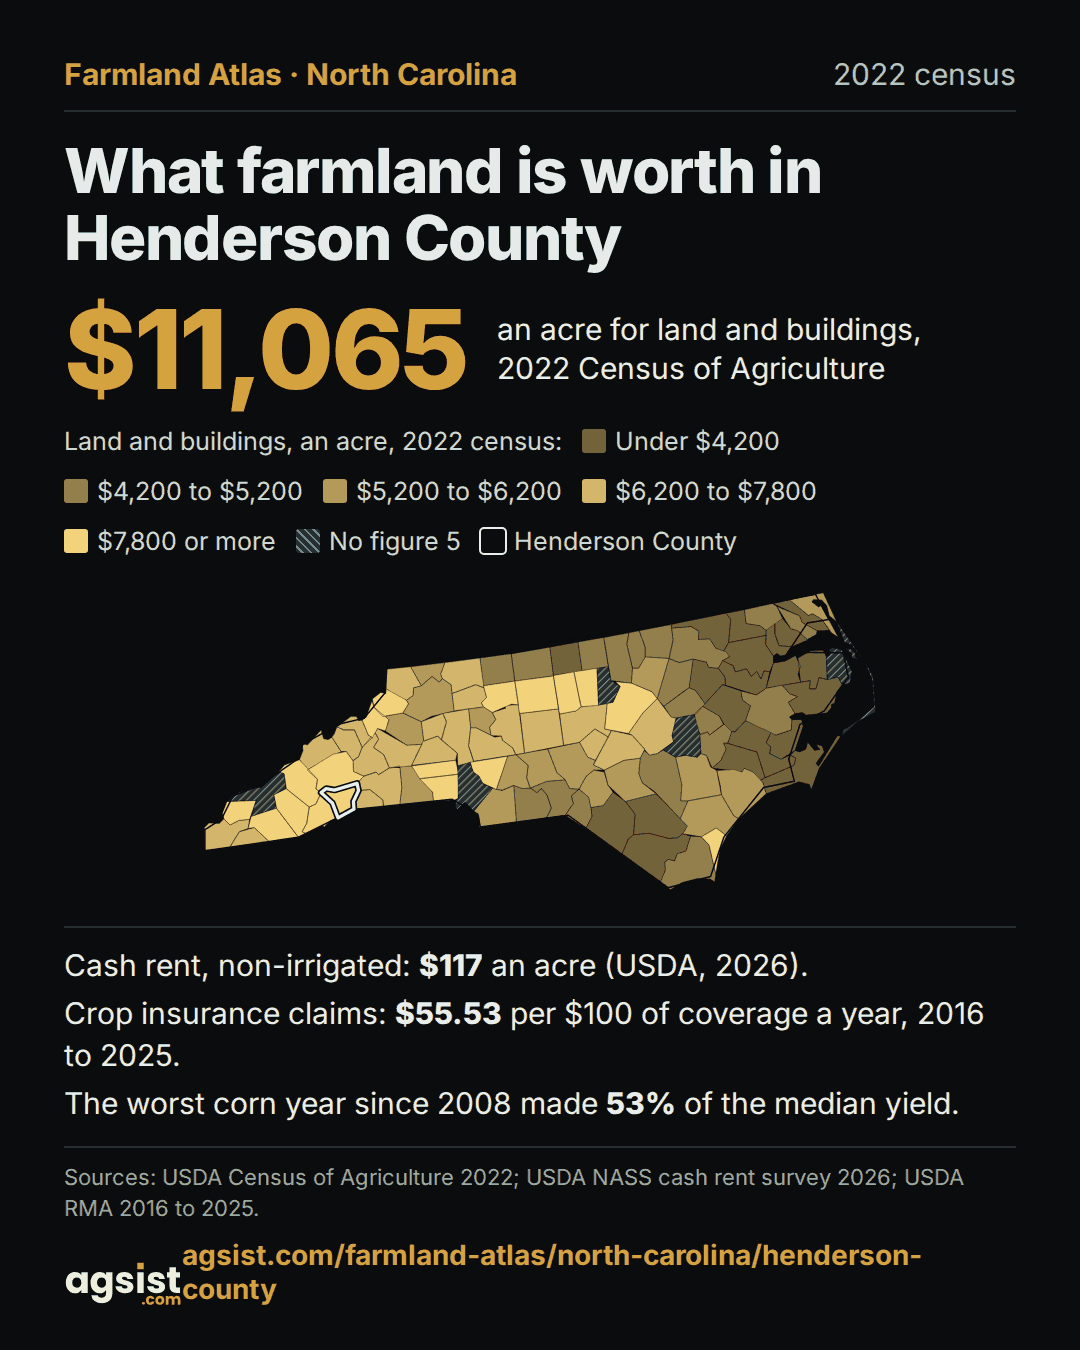 Farmland Atlas · North Carolina
2022 census
What farmland is worth in
Henderson County
$11,065
an acre for land and buildings,
2022 Census of Agriculture
Land and buildings, an acre, 2022 census: Under $4,200
$4,200 to $5,200 $5,200 to $6,200 $6,200 to $7,800
$7,800 or more No figure 5 Henderson County
Cash rent, non-irrigated: $117 an acre (USDA, 2026).
Crop insurance claims: $55.53 per $100 of coverage a year, 2016
to 2025.
The worst corn year since 2008 made 53% of the median yield.
Sources: USDA Census of Agriculture 2022; USDA NASS cash rent survey 2026; USDA
RMA 2016 to 2025.
agsist.com
agsist.com/farmland-atlas/north-carolina/henderson-
county